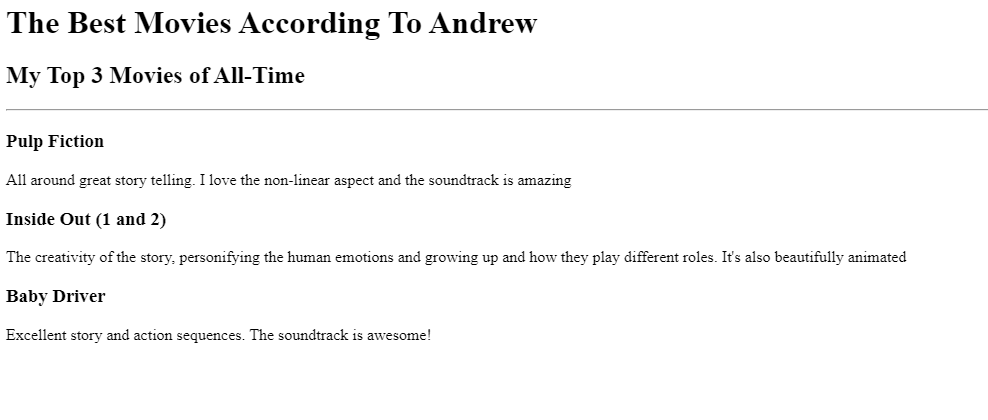 The Best Movies According To Andrew
My Top 3 Movies of All-Time
Pulp Fiction
All around great story telling. I love the non-linear aspect and the soundtrack is amazing
Inside Out (1 and 2)
The creativity of the story, personifying the human emotions and growing up and how they play different roles. It's also beautifully animated
Baby Driver
Excellent story and action sequences. The soundtrack is awesome!